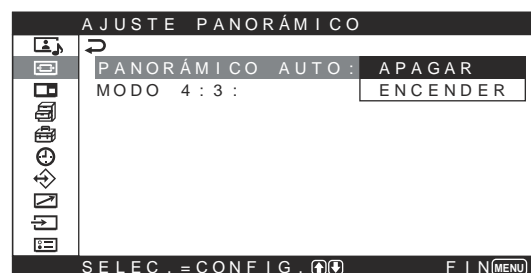 AJUSTE PANORÁMICO
PANORÁMICO AUTO: APAGAR
MODO 4:3: ENCENDER
SELEC.=CONFIG. FIN MENU